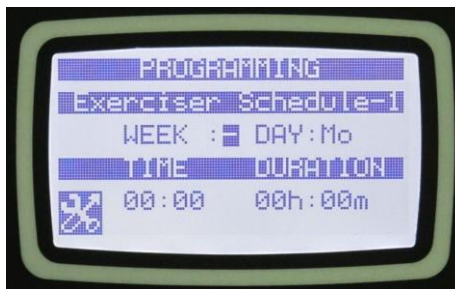 PROGRAMMING
Exerciser Schedule-1
WEEK :- DAY:Mo
TIME DURATION
00:00 00h:00m